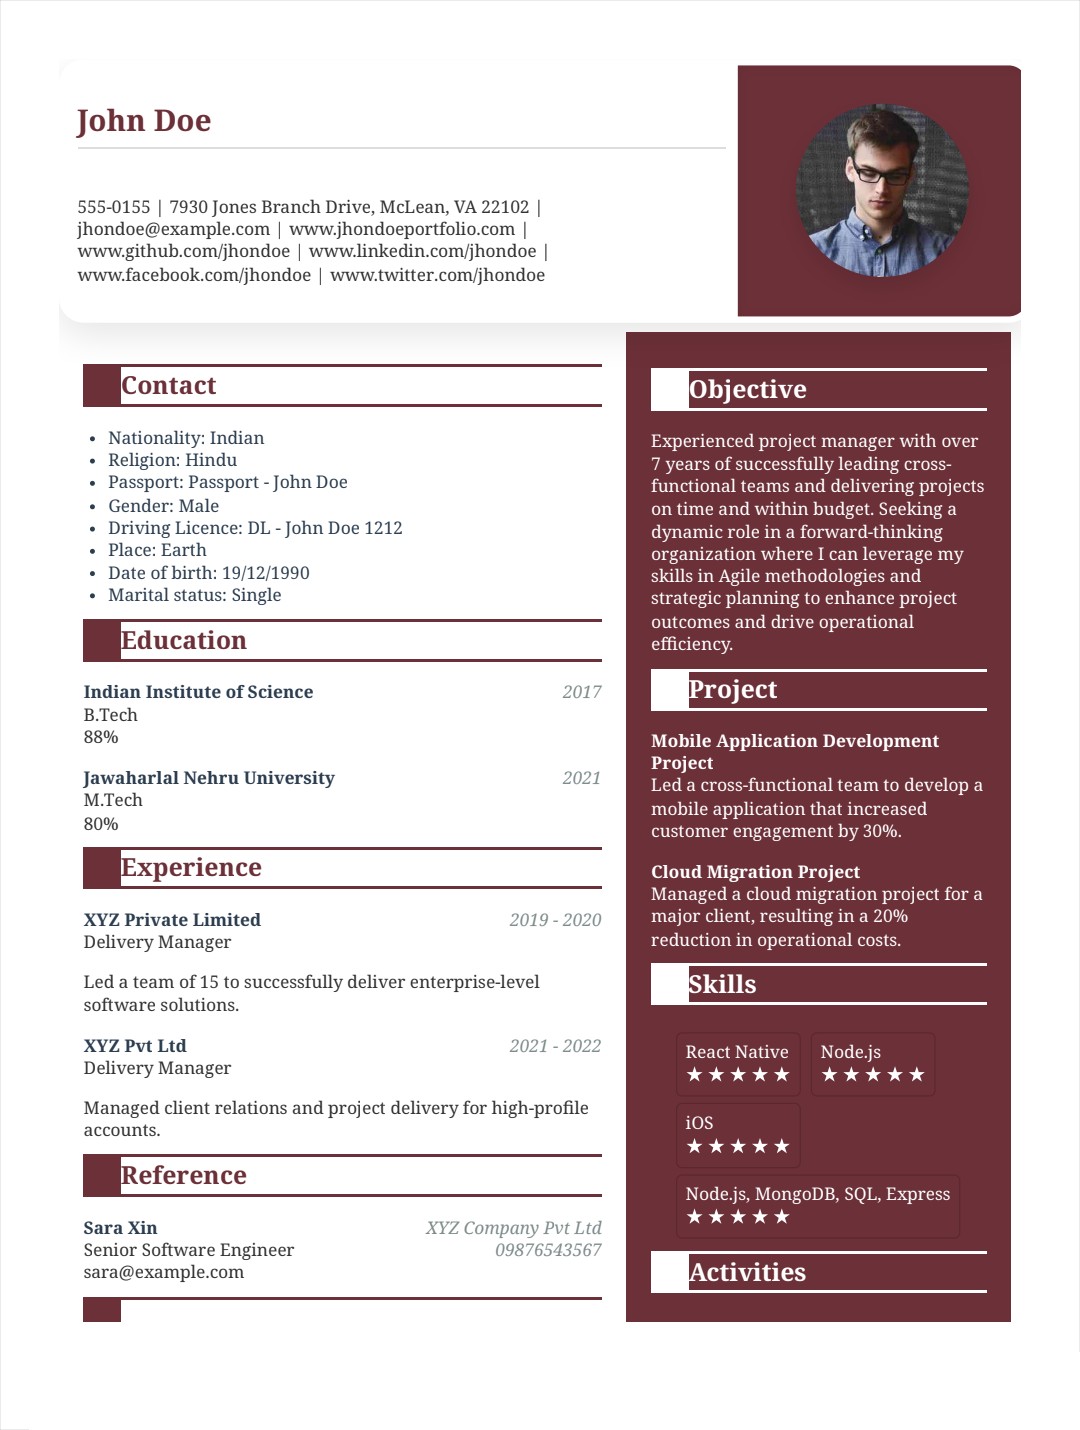 John Doe
555-0155 | 7930 Jones Branch Drive, McLean, VA 22102 |
jhondoe@example.com | www.jhondoeportfolio.com |
www.github.com/jhondoe | www.linkedin.com/jhondoe |
www.facebook.com/jhondoe | www.twitter.com/jhondoe
Contact
• Nationality: Indian
• Religion: Hindu
• Passport: Passport - John Doe
• Gender: Male
• Driving Licence: DL - John Doe 1212
• Place: Earth
• Date of birth: 19/12/1990
• Marital status: Single
Education
Indian Institute of Science 2017
B.Tech
88%
Jawaharlal Nehru University 2021
M.Tech
80%
Experience
XYZ Private Limited 2019 - 2020
Delivery Manager
Led a team of 15 to successfully deliver enterprise-level
software solutions.
XYZ Pvt Ltd 2021 - 2022
Delivery Manager
Managed client relations and project delivery for high-profile
accounts.
Reference
Sara Xin XYZ Company Pvt Ltd
Senior Software Engineer 09876543567
sara@example.com
Objective
Experienced project manager with over
7 years of successfully leading cross-
functional teams and delivering projects
on time and within budget. Seeking a
dynamic role in a forward-thinking
organization where I can leverage my
skills in Agile methodologies and
strategic planning to enhance project
outcomes and drive operational
efficiency.
Project
Mobile Application Development
Project
Led a cross-functional team to develop a
mobile application that increased
customer engagement by 30%.
Cloud Migration Project
Managed a cloud migration project for a
major client, resulting in a 20%
reduction in operational costs.
Skills
React Native Node.js
★★★★★ ★★★★★
iOS
★★★★★
Node.js, MongoDB, SQL, Express
★★★★★
Activities